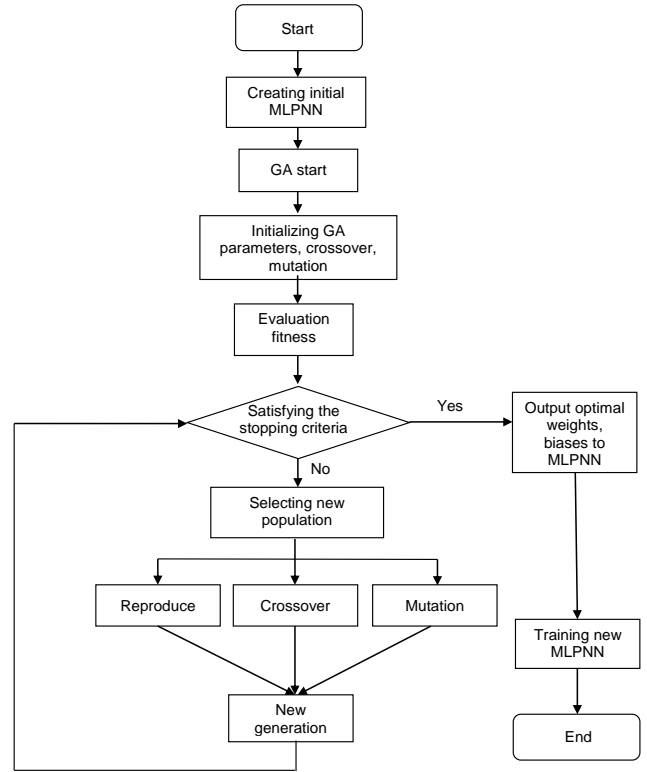 Start
Creating initial
MLPNN
GA start
Initializing GA
parameters, crossover,
mutation
Evaluation
fitness
Satisfying the
stopping criteria
Yes
Output optimal
weights,
biases to
MLPNN
No
Selecting new
population
Reproduce
Crossover
Mutation
Training new
MLPNN
New
generation
End